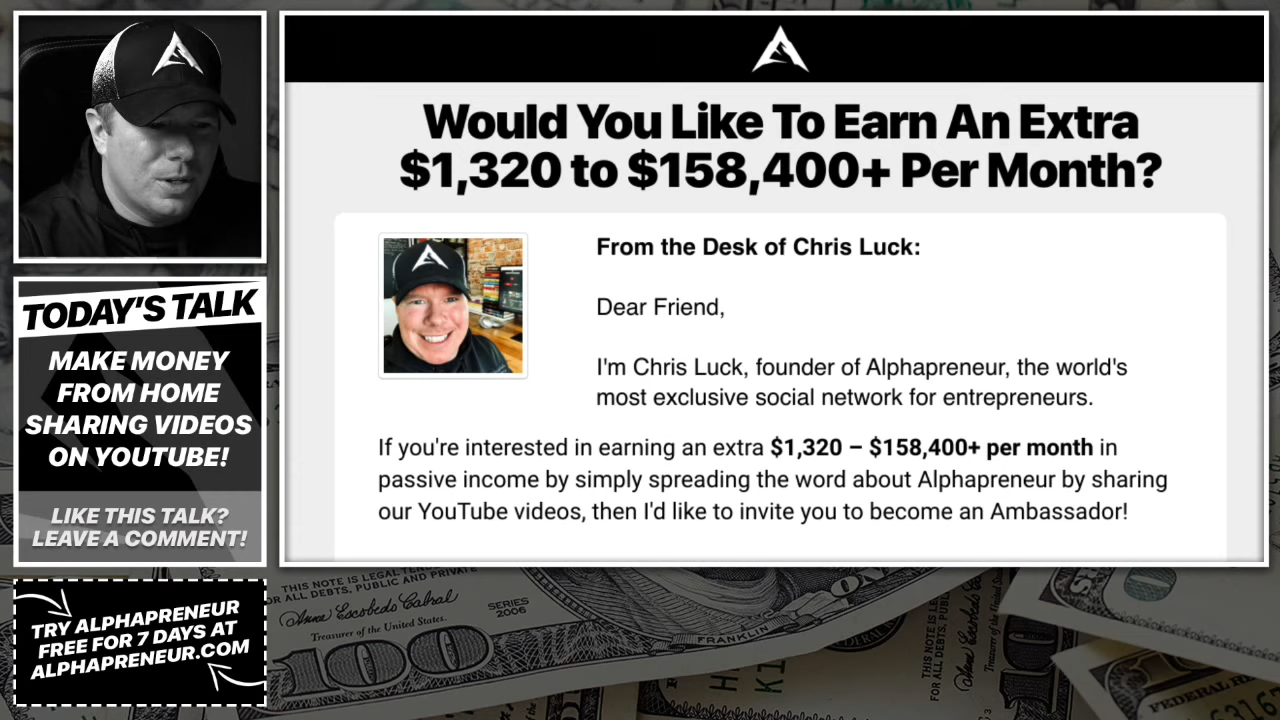 TODAY'S TALK
MAKE MONEY
FROM HOME
SHARING VIDEOS
ON YOUTUBE!
LIKE THIS TALK?
LEAVE A COMMENT!
TRY ALPHAPRENEUR
FREE FOR 7 DAYS AT
ALPHAPRENEUR.COM
Would You Like To Earn An Extra
$1,320 to $158,400+ Per Month?
From the Desk of Chris Luck:
Dear Friend,
I'm Chris Luck, founder of Alphapreneur, the world's
most exclusive social network for entrepreneurs.
If you're interested in earning an extra $1,320 – $158,400+ per month in
passive income by simply spreading the word about Alphapreneur by sharing
our YouTube videos, then I'd like to invite you to become an Ambassador!
THIS NOTE IS LEGAL
FOR ALL DEBTS, PUBLIC AND PRIVATE
Anna Escobedo Cabral
Treasurer of the United States.
SERIES
2006
100
FRANKLIN